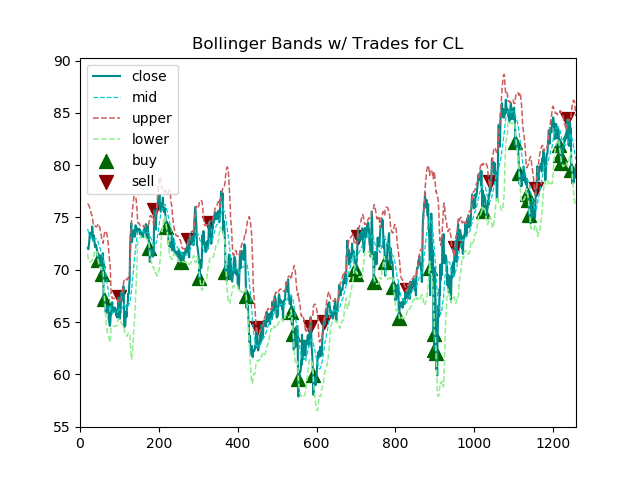 Bollinger Bands w/ Trades for CL
close
mid
upper
lower
buy
sell
90
85
80
75
70
65
60
55
0 200 400 600 800 1000 1200